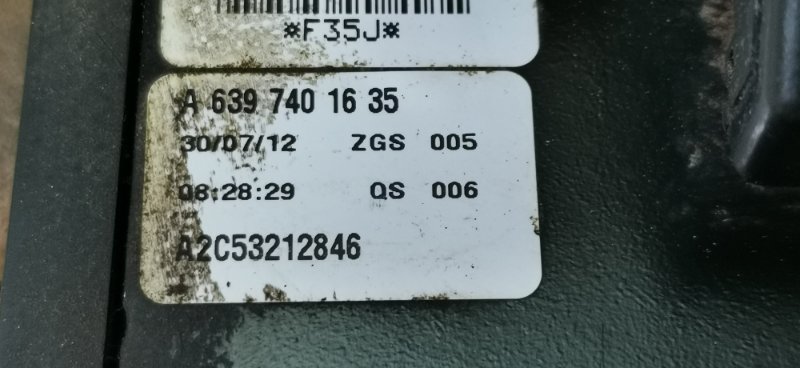 *F35J*
A 639 740 16 35
30/07/12 ZGS 005
08:28:29 QS 006
A2C53212846